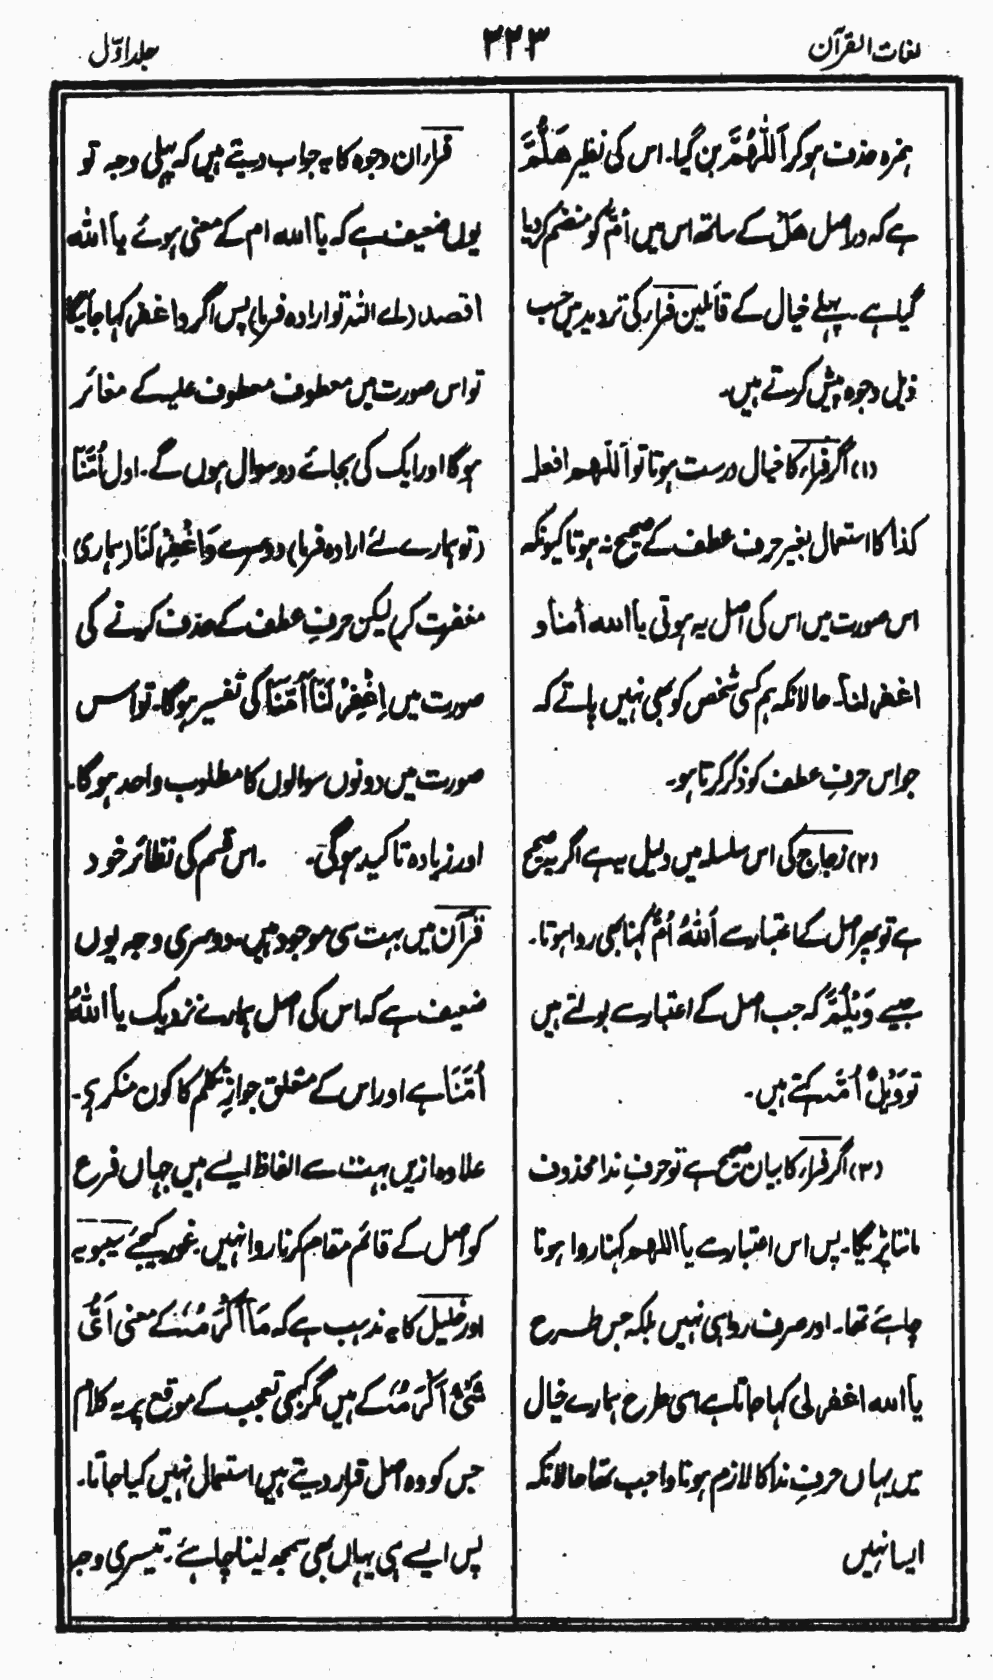 لغات القرآن
۲۲۳
جلد اوّل
ہمزہ حذف ہو کر اَللّٰھُمَّ بن گیا۔ اس کی نظیر ھَلُمَّ
ہے کہ دراصل ھَلْ کے ساتھ اس میں اُمَّ کو منضم کر دیا
گیا ہے۔ پہلے خیال کے قائلین فراء کی تردید میں حسب
ذیل وجوہ پیش کرتے ہیں۔
(۱) اگر فراء کا خیال درست ہوتا تو اَللّٰھم افعل
کذا کا استعمال بغیر حرف عطف کے صحیح نہ ہوتا کیونکہ
اس صورت میں اس کی اصل یہ ہوتی یا اللہ اُمنا و
اغفر لنا۔ حالانکہ ہم کسی شخص کو بھی نہیں پاتے کہ
جو اس حرفِ عطف کو ذکر کرتا ہو۔
(۲) زجاج کی اس سلسلہ میں دلیل یہ ہے اگر یہ صحیح
ہے تو پھر اصل کے اعتبار سے اَللّٰہُ اُمَّ کہنا بھی روا ہوتا۔
جیسے وَیْلُمِّہٖ کہ جب اصل کے اعتبار سے بولتے ہیں
تو وَیْلُ اُمِّہٖ کہتے ہیں۔
(۳) اگر فراء کا بیان صحیح ہے تو حرفِ ندا محذوف
ماننا پڑیگا۔ پس اس اعتبار سے یا اللھم کہنا روا ہونا
چاہئے تھا۔ اور صرف روا ہی نہیں بلکہ جس طرح
یا اللہ اغفر لی کہا جاتا ہے اسی طرح ہمارے خیال
میں یہاں حرفِ ندا کا لازم ہونا واجب تھا حالانکہ
ایسا نہیں
فراء ان وجوہ کا یہ جواب دیتے ہیں کہ پہلی وجہ تو
یوں ضعیف ہے کہ یا اللہ ام کے معنی ہوئے یا اللہ
اقصد (اے اللہ تو ارادہ فرما) پس اگر واغفر کہا جائیگا
تو اس صورت میں معطوف معطوف علیہ کے مغائر
ہو گا اور ایک کی بجائے دو سوال ہوں گے۔ اول اُمَّنَا
(تو ہمارے لئے ارادہ فرما) دوسرے وَاغْفِرْ لَنَا (ہماری
مغفرت کر) لیکن حرفِ عطف کے حذف کرنے کی
صورت میں اِغْفِرْ لَنَا اُمَّنَا کی تفسیر ہوگا۔ تو اس
صورت میں دونوں سوالوں کا مطلوب واحد ہوگا۔
اور زیادہ تاکید ہوگی۔ ۔اس قسم کی نظائر خود
قرآن میں بہت سی موجود ہیں۔ دوسری وجہ یوں
ضعیف ہے کہ اس کی اصل ہمارے نزدیک یا اَللّٰہُ
اُمَّنَا ہے اور اس کے متعلق جوازِ تکلم کا کون منکر ہے۔
علاوہ ازیں بہت سے الفاظ ایسے ہیں جہاں فرع
کو اصل کے قائم مقام کرنا روا نہیں۔ غور کیجئے سیبویہ
اور خلیل کا یہ مذہب ہے کہ مَا اَکْرَمَہٗ کے معنی اَیُّ
شَیْءٍ اَکْرَمَہٗ کے ہیں مگر کبھی تعجب کے موقع پر یہ کلام
جس کو وہ اصل قرار دیتے ہیں استعمال نہیں کیا جاتا۔
پس ایسے ہی یہاں بھی سمجھ لینا چاہئے۔ تیسری وجہ